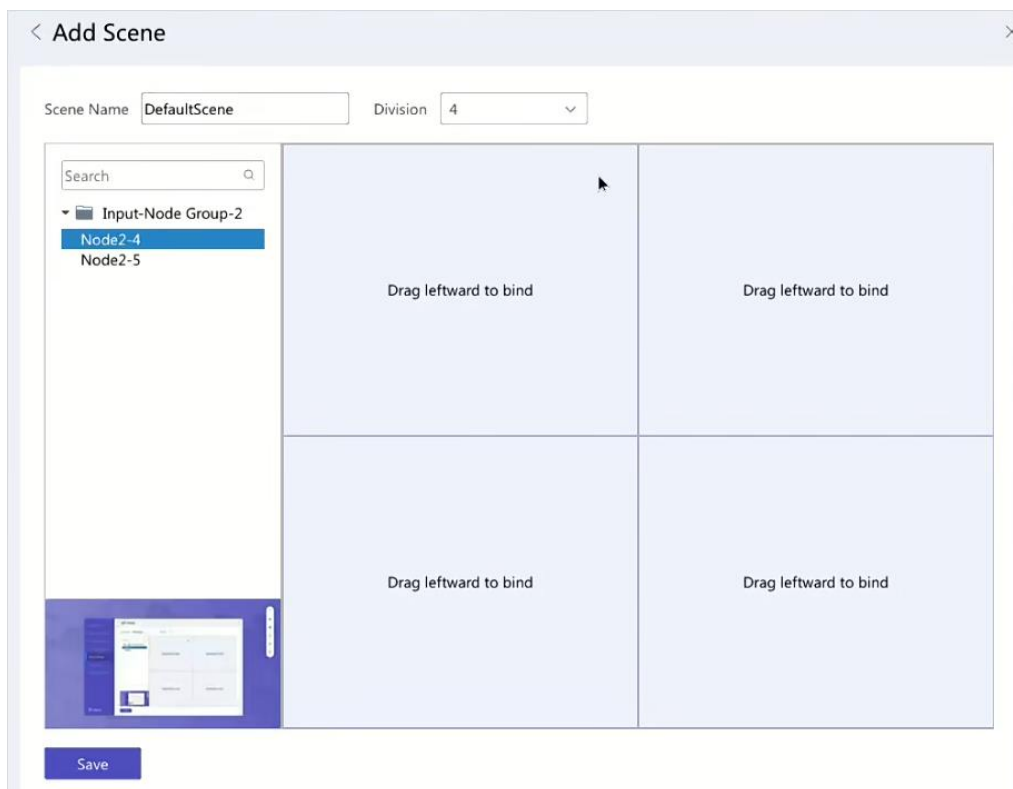 Add Scene
Scene Name DefaultScene Division 4
Search
Input-Node Group-2
Node2-4
Node2-5
Drag leftward to bind Drag leftward to bind
Drag leftward to bind Drag leftward to bind
Save